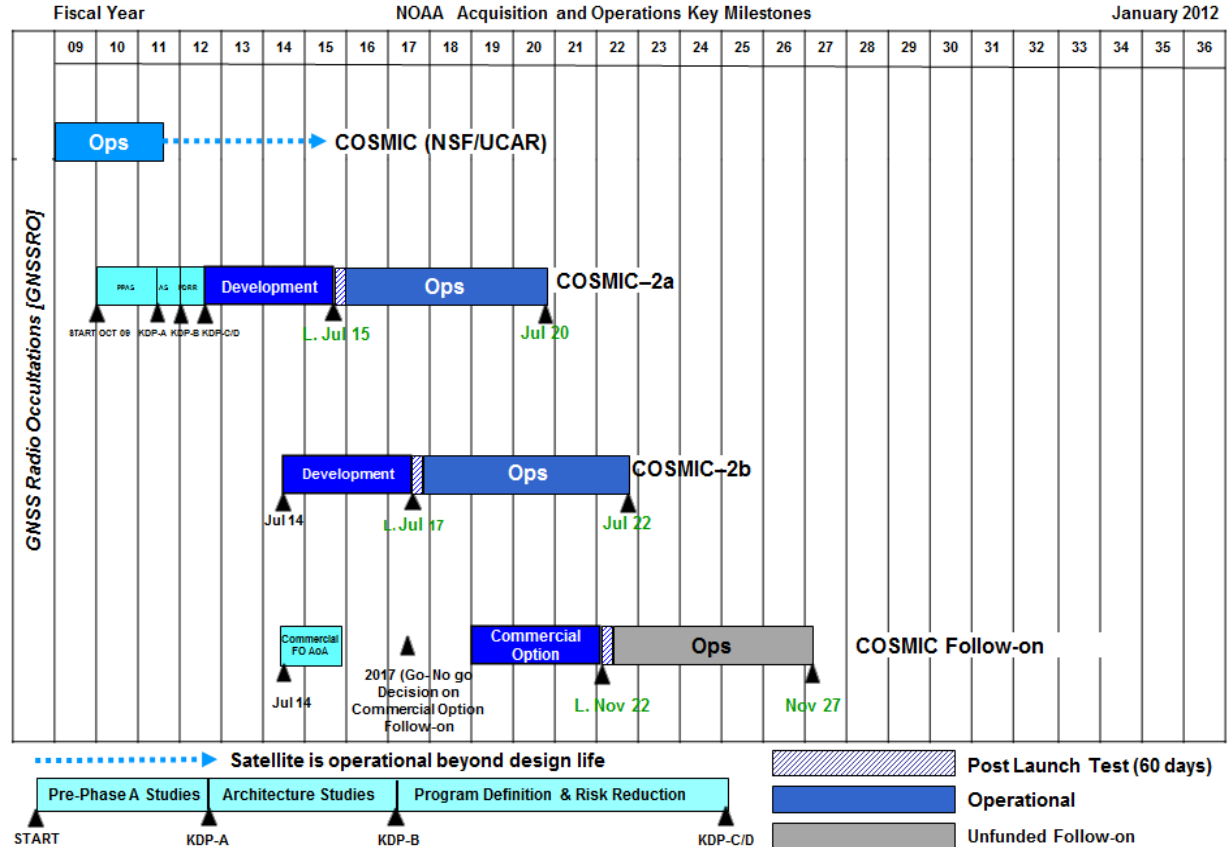 Fiscal Year NOAA Acquisition and Operations Key Milestones January 2012
09 10 11 12 13 14 15 16 17 18 19 20 21 22 23 24 25 26 27 28 29 30 31 32 33 34 35 36
GNSS Radio Occultations [GNSSRO]
Ops
COSMIC (NSF/UCAR)
PPAS AS PDRR Development Ops
COSMIC–2a
START OCT 09 KDP-A KDP-B KDP-C/D L. Jul 15 Jul 20
Development Ops
COSMIC–2b
Jul 14 L. Jul 17 Jul 22
Commercial
FO AoA
Jul 14
2017 (Go- No go
Decision on
Commercial Option
Follow-on
Commercial
Option
Ops
COSMIC Follow-on
L. Nov 22 Nov 27
Satellite is operational beyond design life
Pre-Phase A Studies Architecture Studies Program Definition & Risk Reduction
START KDP-A KDP-B KDP-C/D
Post Launch Test (60 days)
Operational
Unfunded Follow-on